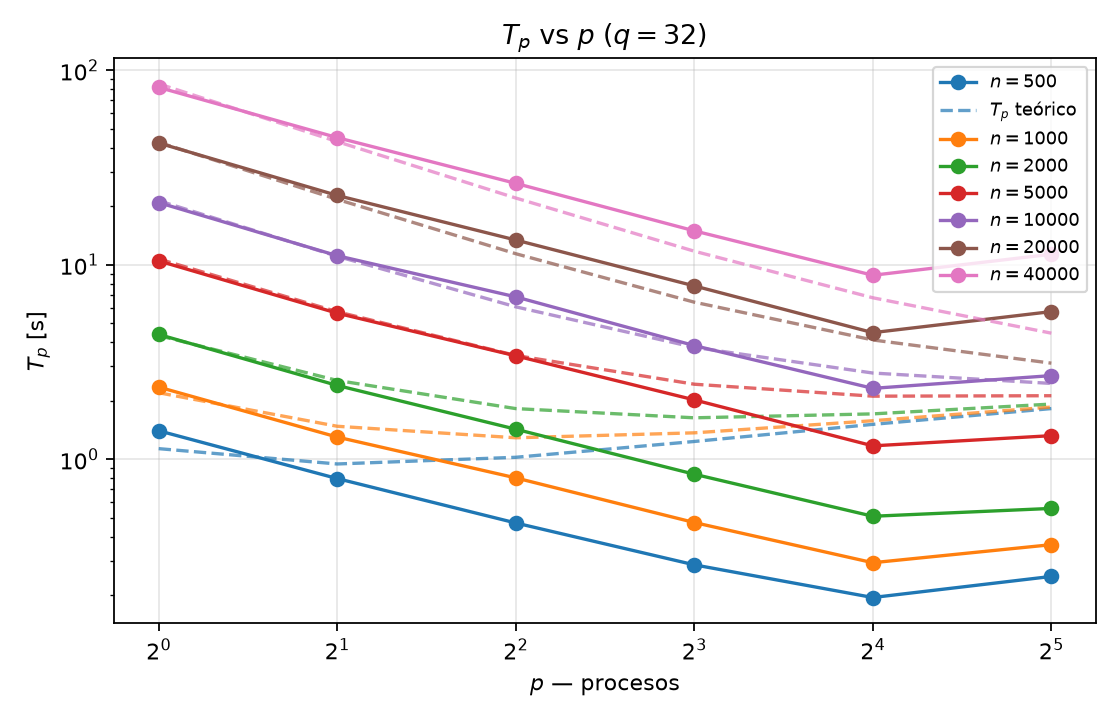 T_p vs p (q = 32)
10^2
10^1
10^0
T_p [s]
n = 500
T_p teórico
n = 1000
n = 2000
n = 5000
n = 10000
n = 20000
n = 40000
2^0 2^1 2^2 2^3 2^4 2^5
p — procesos